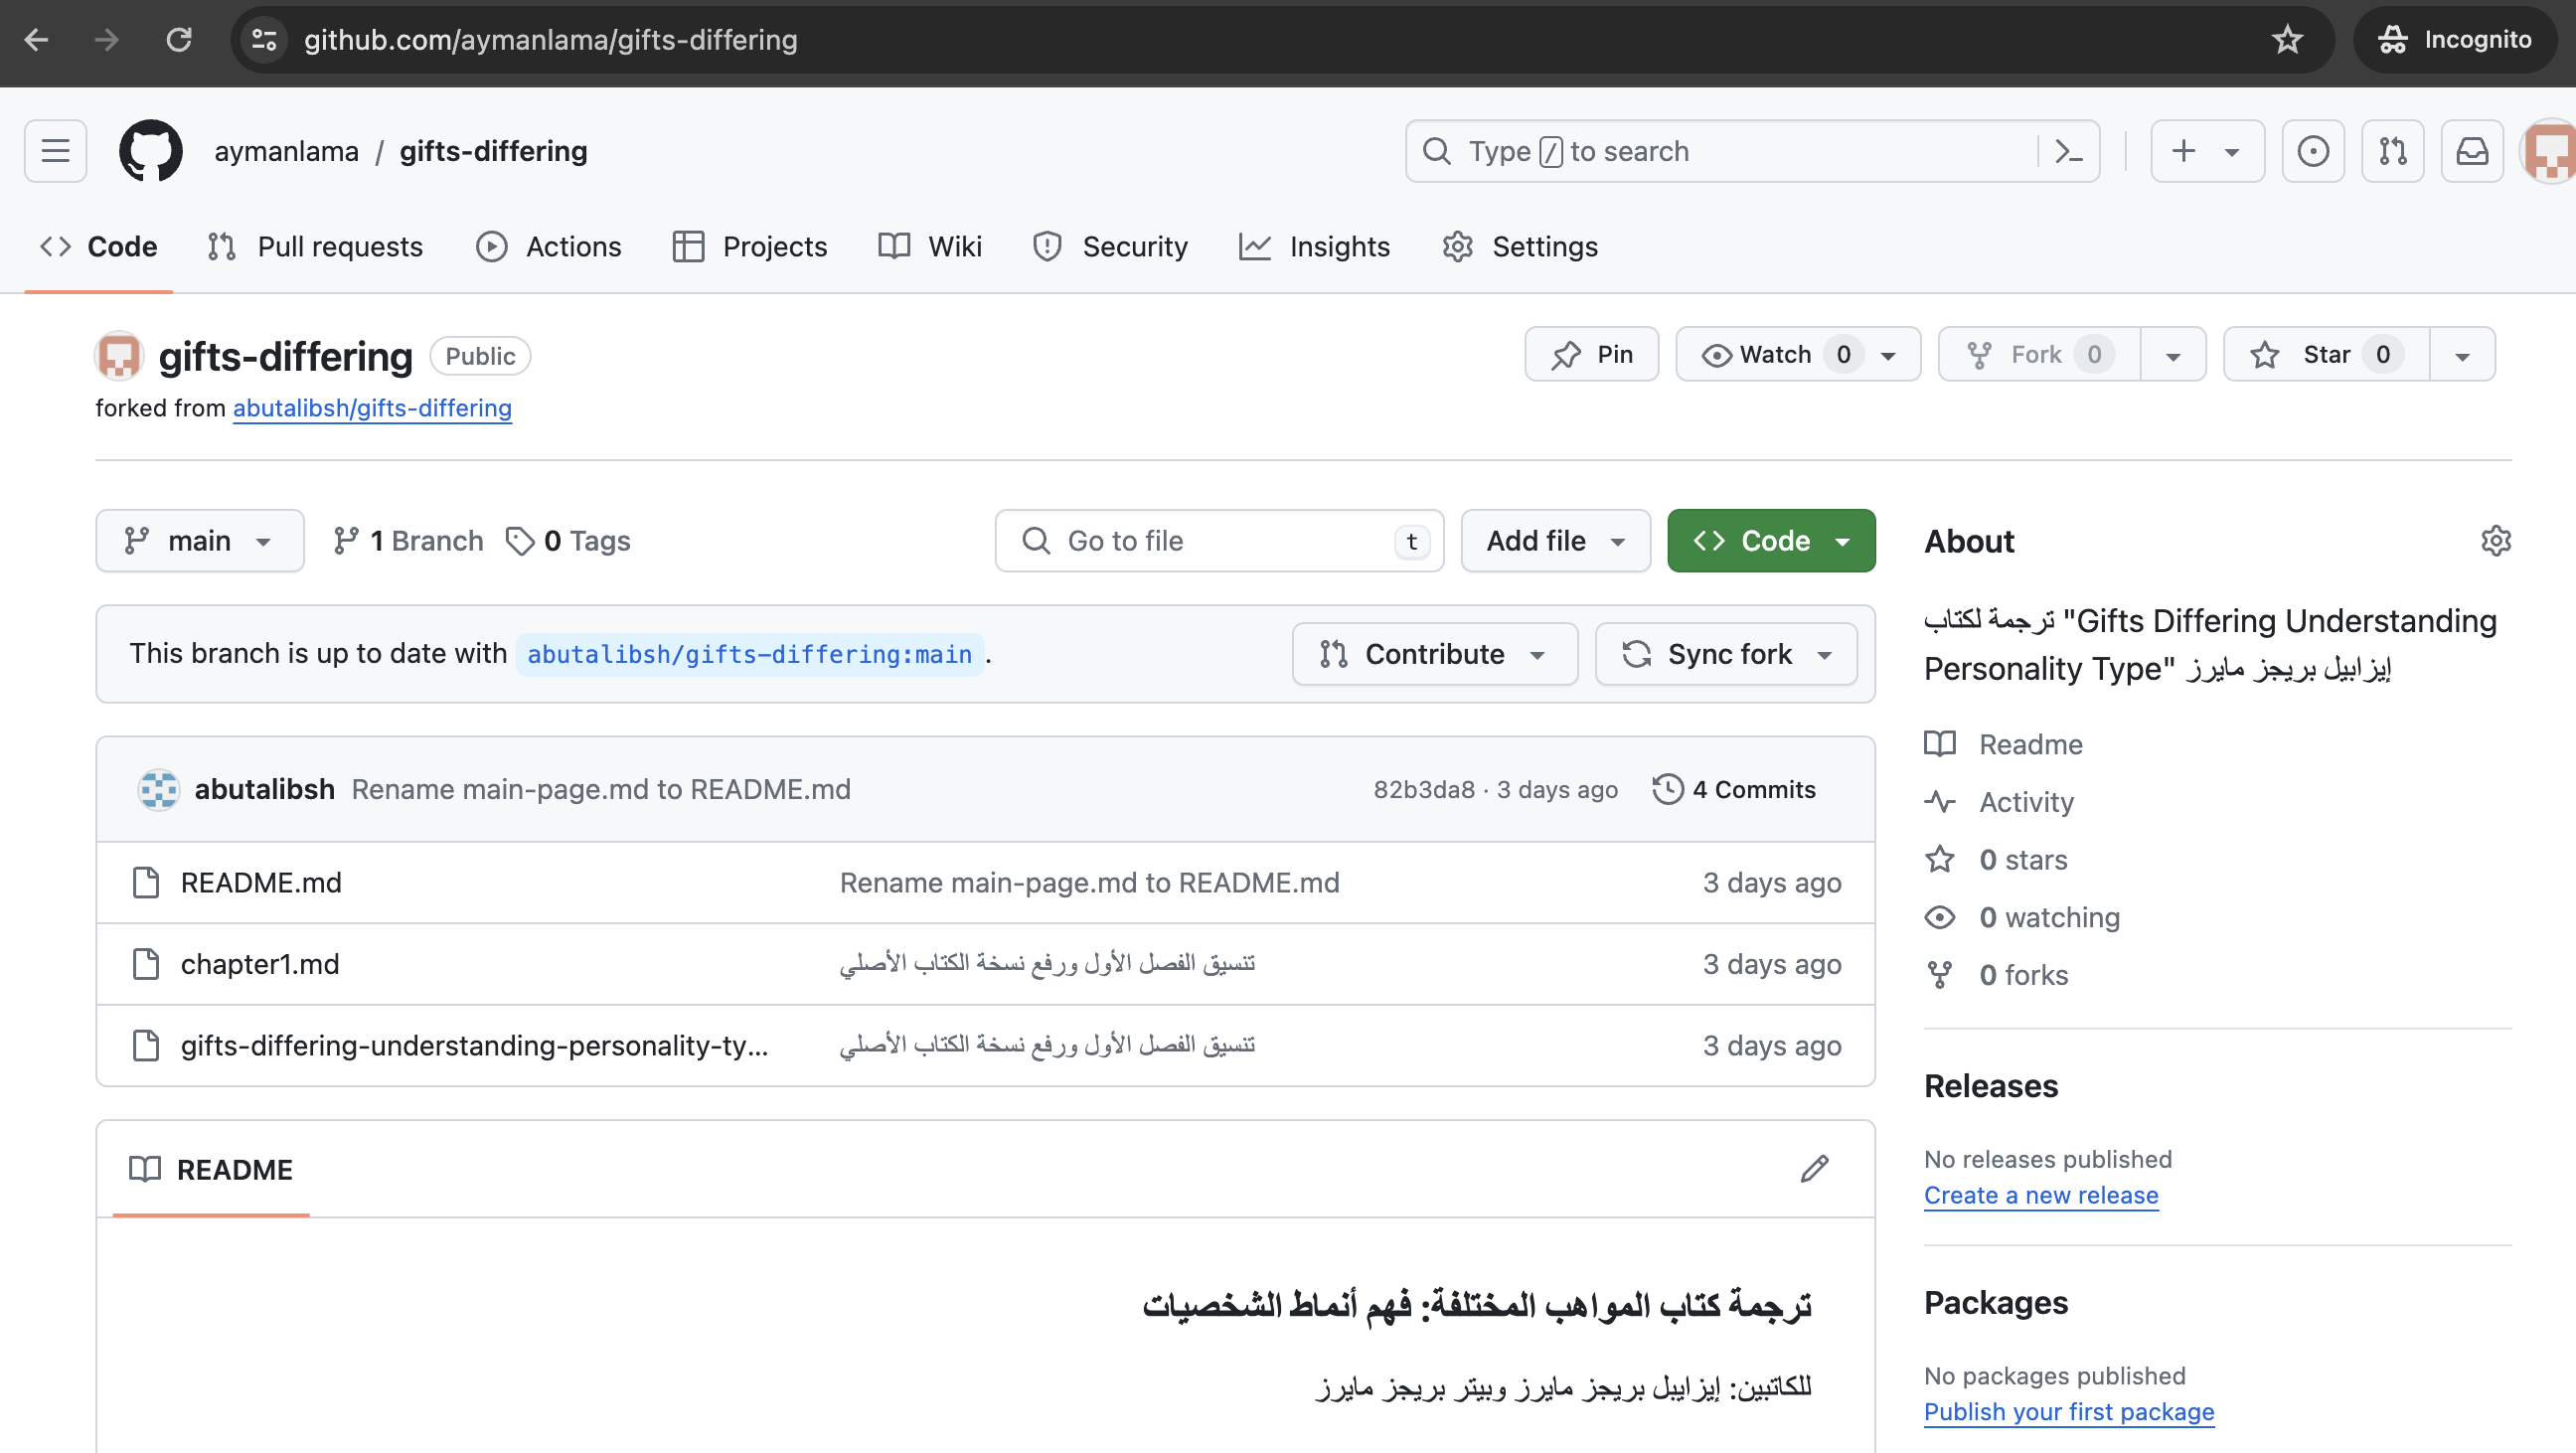 github.com/aymanlama/gifts-differing
Incognito
aymanlama / gifts-differing
Type / to search
Code
Pull requests
Actions
Projects
Wiki
Security
Insights
Settings
gifts-differing Public
Pin
Watch 0
Fork 0
Star 0
forked from abutalibsh/gifts-differing
main
1 Branch
0 Tags
Go to file t
Add file
Code
This branch is up to date with abutalibsh/gifts-differing:main .
Contribute
Sync fork
abutalibsh Rename main-page.md to README.md 82b3da8 · 3 days ago 4 Commits
README.md Rename main-page.md to README.md 3 days ago
chapter1.md تنسيق الفصل الأول ورفع نسخة الكتاب الأصلي 3 days ago
gifts-differing-understanding-personality-ty... تنسيق الفصل الأول ورفع نسخة الكتاب الأصلي 3 days ago
README
ترجمة كتاب المواهب المختلفة: فهم أنماط الشخصيات
للكاتبين: إيزاييل بريجز مايرز وبيتر بريجز مايرز
About
ترجمة لكتاب "Gifts Differing Understanding
Personality Type" إيزابيل بريجز مايرز
Readme
Activity
0 stars
0 watching
0 forks
Releases
No releases published
Create a new release
Packages
No packages published
Publish your first package